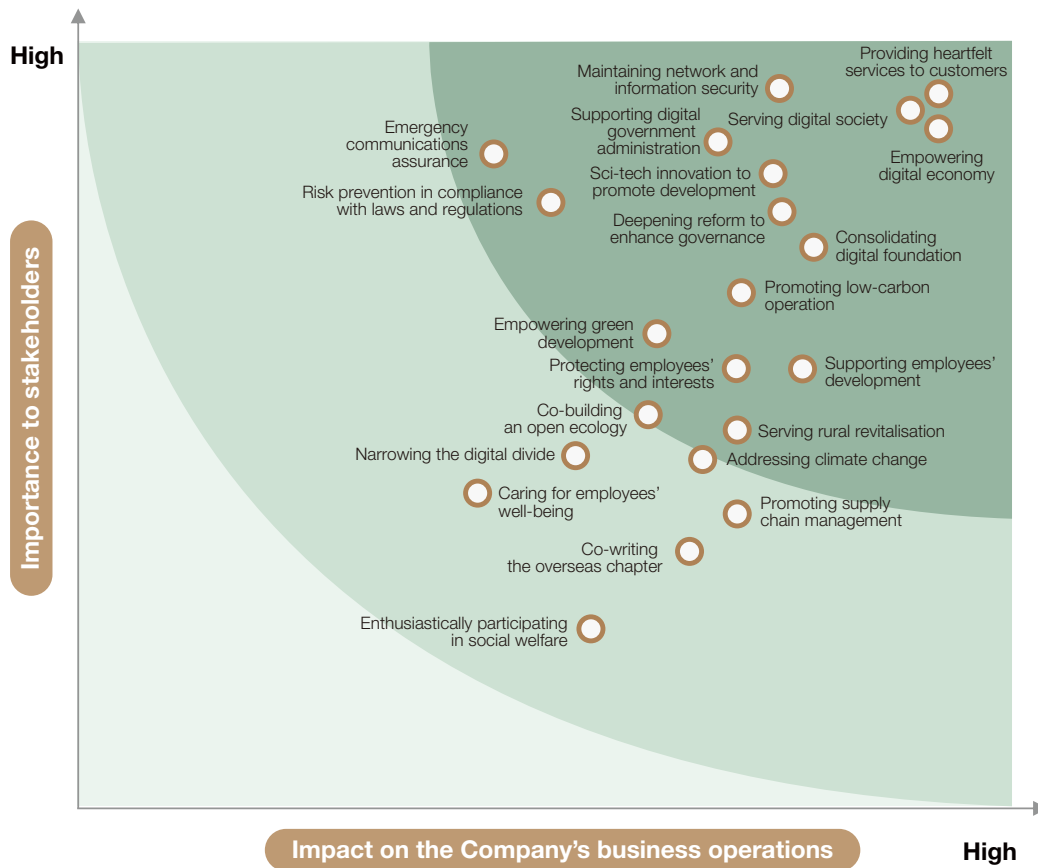 High
Providing heartfelt
services to customers
Maintaining network and
information security
Serving digital society
Supporting digital
government
administration
Empowering
digital economy
Emergency
communications
assurance
Sci-tech innovation to
promote development
Risk prevention in compliance
with laws and regulations
Deepening reform to
enhance governance
Consolidating
digital foundation
Promoting low-carbon
operation
Empowering green
development
Protecting employees’
rights and interests
Supporting employees’
development
Co-building
an open ecology
Serving rural revitalisation
Narrowing the digital divide
Addressing climate change
Caring for employees’
well-being
Promoting supply
chain management
Co-writing
the overseas chapter
Enthusiastically participating
in social welfare
Importance to stakeholders
Impact on the Company’s business operations
High